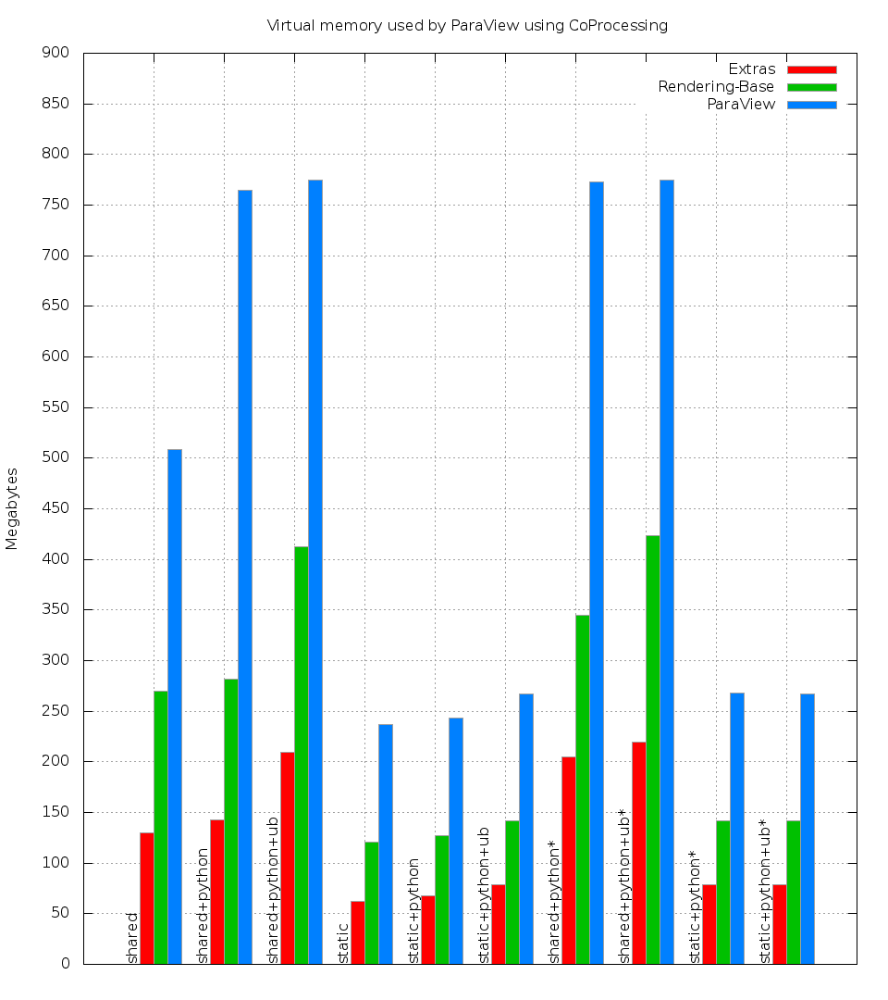 Virtual memory used by ParaView using CoProcessing
Extras
Rendering-Base
ParaView
900
850
800
750
700
650
600
550
500
450
400
350
300
250
200
150
100
50
0
Megabytes
shared
shared+python
shared+python+ub
static
static+python
static+python+ub
shared+python*
shared+python+ub*
static+python*
static+python+ub*